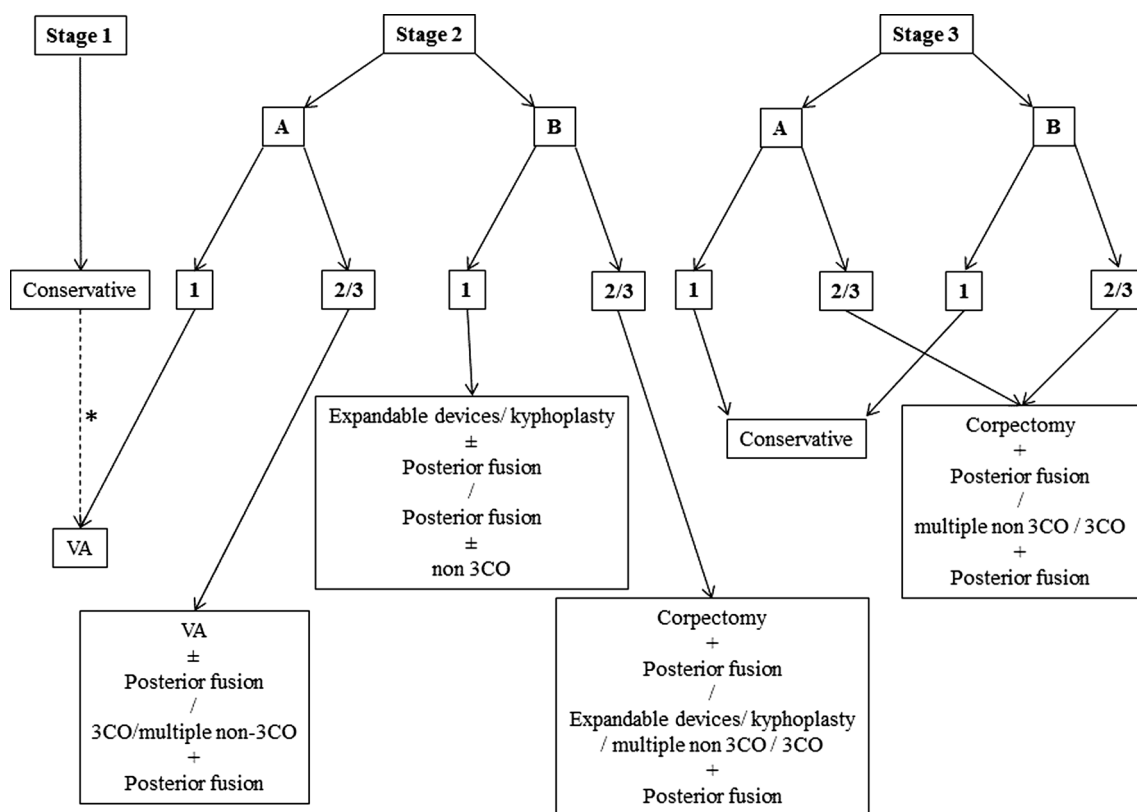 Stage 1
Stage 2
Stage 3
A
B
A
B
Conservative
1
2/3
1
2/3
1
2/3
1
2/3
*
VA
Expandable devices/ kyphoplasty
±
Posterior fusion
/
Posterior fusion
±
non 3CO
Conservative
Corpectomy
+
Posterior fusion
/
multiple non 3CO / 3CO
+
Posterior fusion
VA
±
Posterior fusion
/
3CO/multiple non-3CO
+
Posterior fusion
Corpectomy
+
Posterior fusion
/
Expandable devices/ kyphoplasty
/ multiple non 3CO / 3CO
+
Posterior fusion